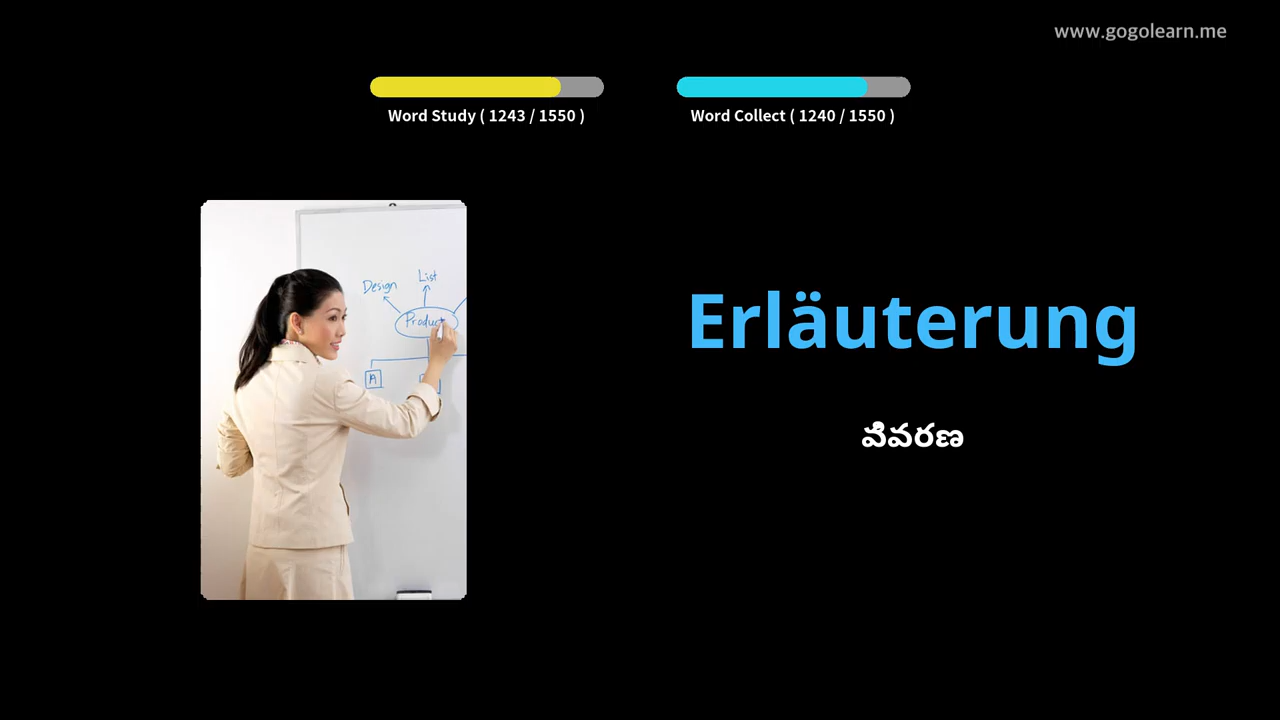 www.gogolearn.me
Word Study ( 1243 / 1550 )
Word Collect ( 1240 / 1550 )
Design
List
Product
A
Erläuterung
వివరణ